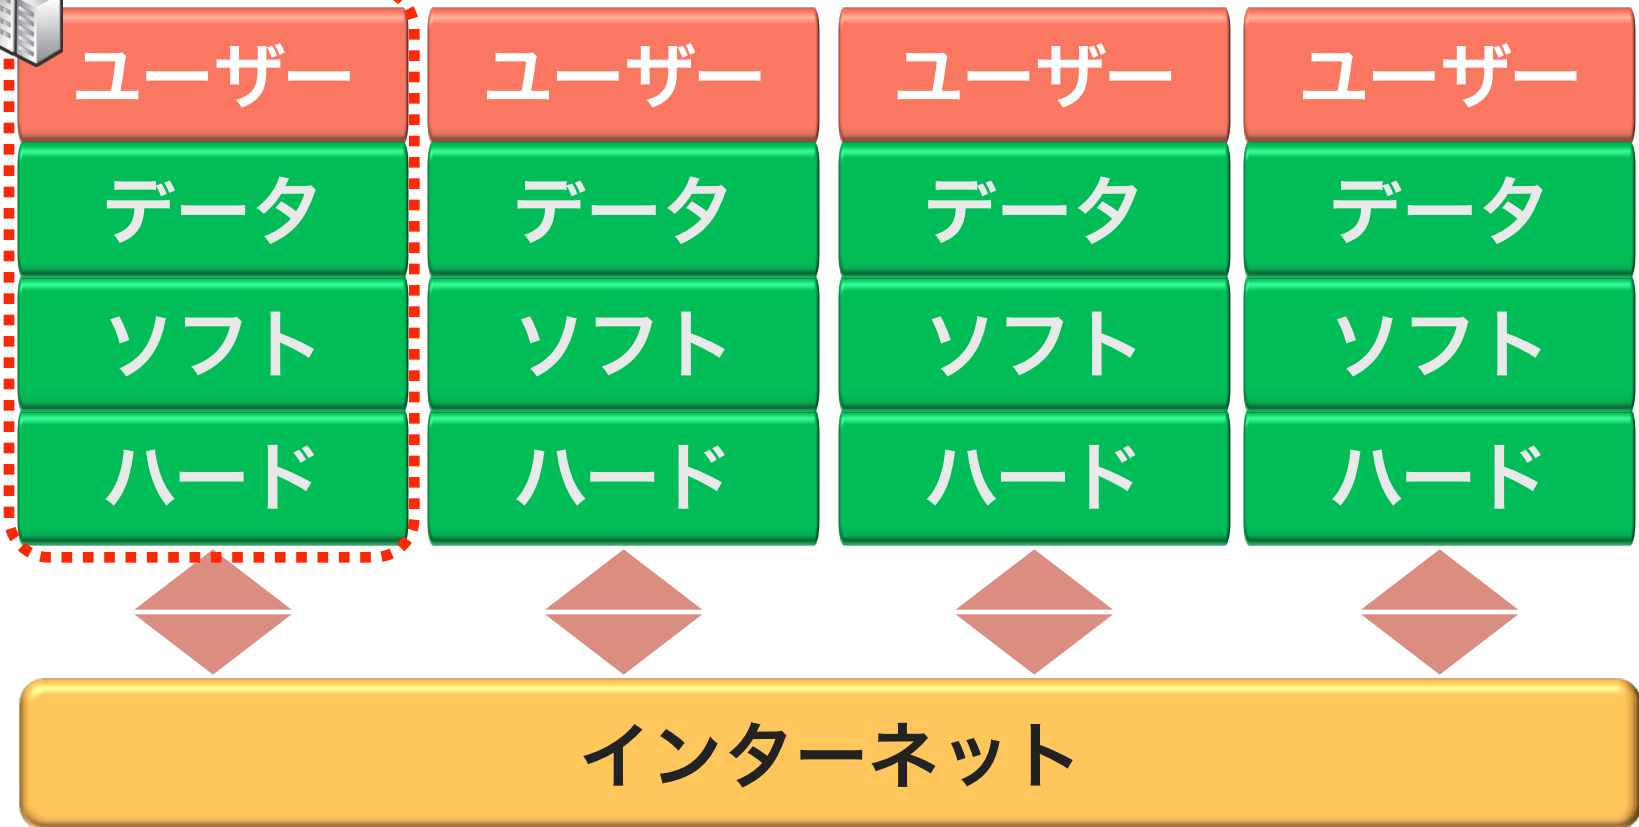 ユーザー ユーザー ユーザー ユーザー
データ データ データ データ
ソフト ソフト ソフト ソフト
ハード ハード ハード ハード
インターネット